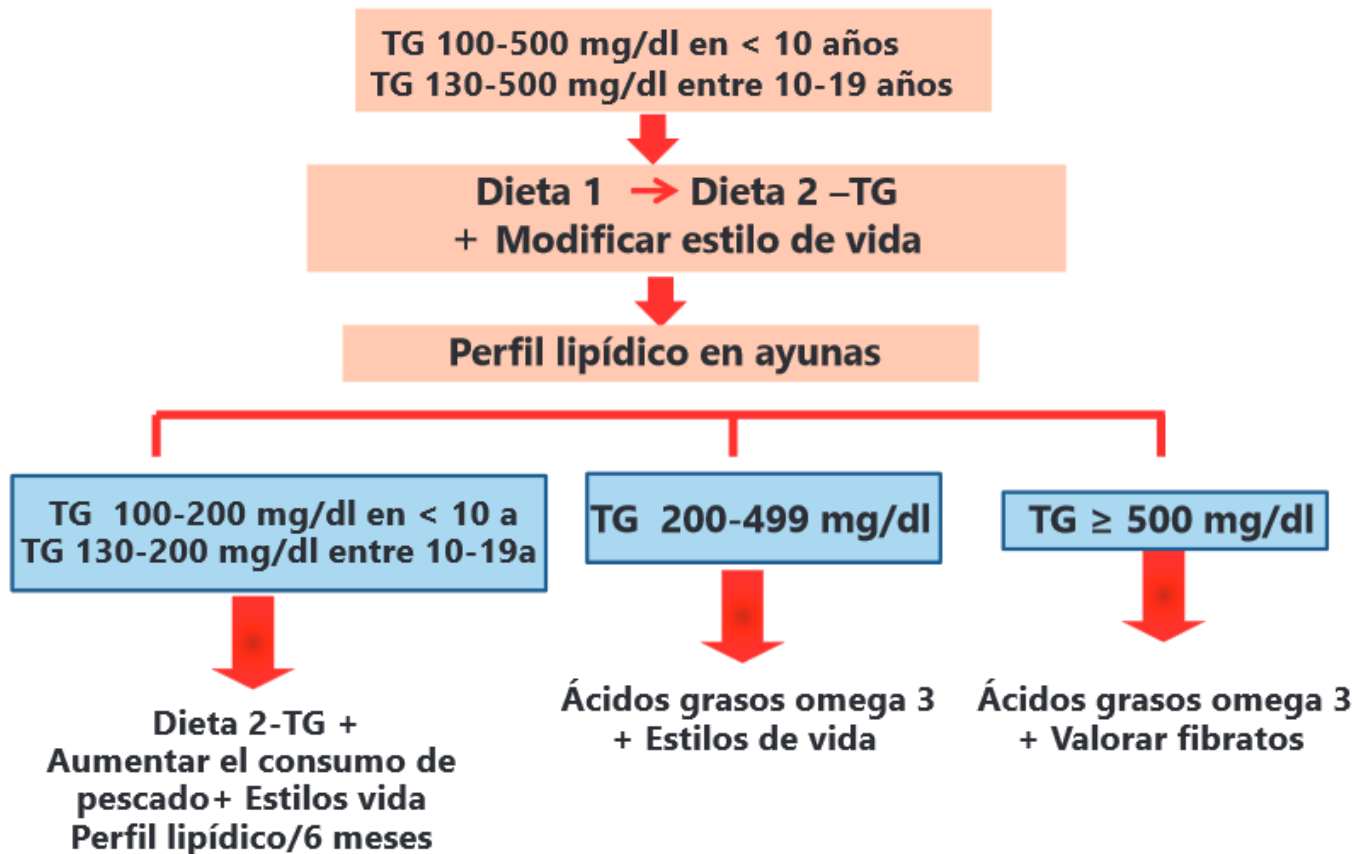 TG 100-500 mg/dl en < 10 años
TG 130-500 mg/dl entre 10-19 años
Dieta 1 → Dieta 2 –TG
+ Modificar estilo de vida
Perfil lipídico en ayunas
TG 100-200 mg/dl en < 10 a
TG 130-200 mg/dl entre 10-19a
TG 200-499 mg/dl
TG ≥ 500 mg/dl
Dieta 2-TG +
Aumentar el consumo de
pescado+ Estilos vida
Perfil lipídico/6 meses
Ácidos grasos omega 3
+ Estilos de vida
Ácidos grasos omega 3
+ Valorar fibratos